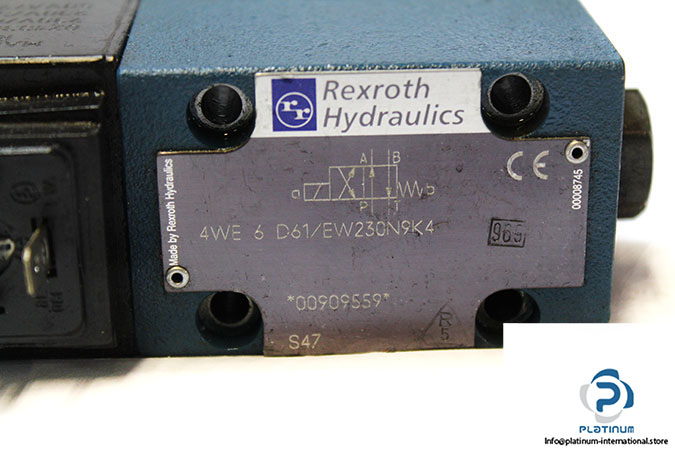 Rexroth
Hydraulics
rr
Made by Rexroth Hydraulics
A B
a
b
P T
CE
00008745
4WE 6 D61/EW230N9K4
965
*00909559*
S47
P
PLATINUM
Info@platinum-international.store